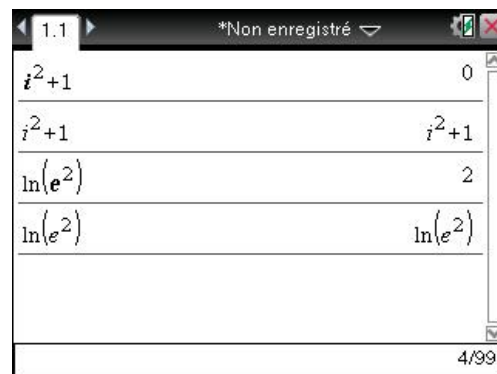 1.1 *Non enregistré
i²+1 0
i²+1 i²+1
ln(e²) 2
ln(e²) ln(e²)
4/99